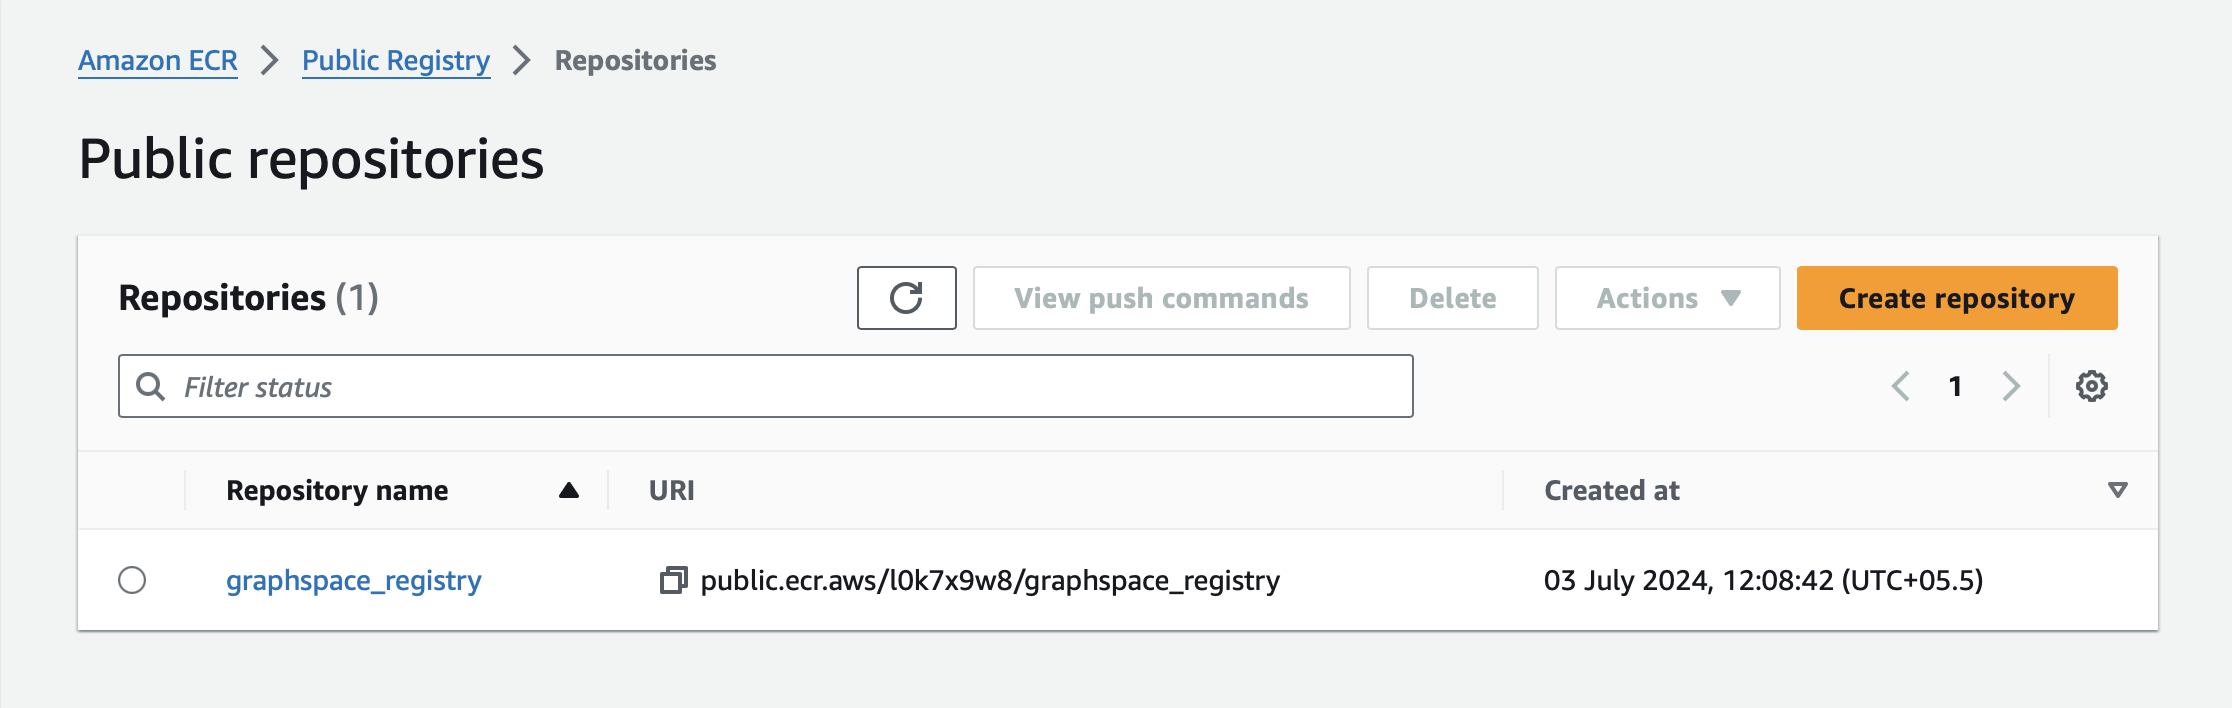 Amazon ECR > Public Registry > Repositories
Public repositories
Repositories (1)
View push commands
Delete
Actions
Create repository
Filter status
1
Repository name
URI
Created at
graphspace_registry
public.ecr.aws/l0k7x9w8/graphspace_registry
03 July 2024, 12:08:42 (UTC+05.5)